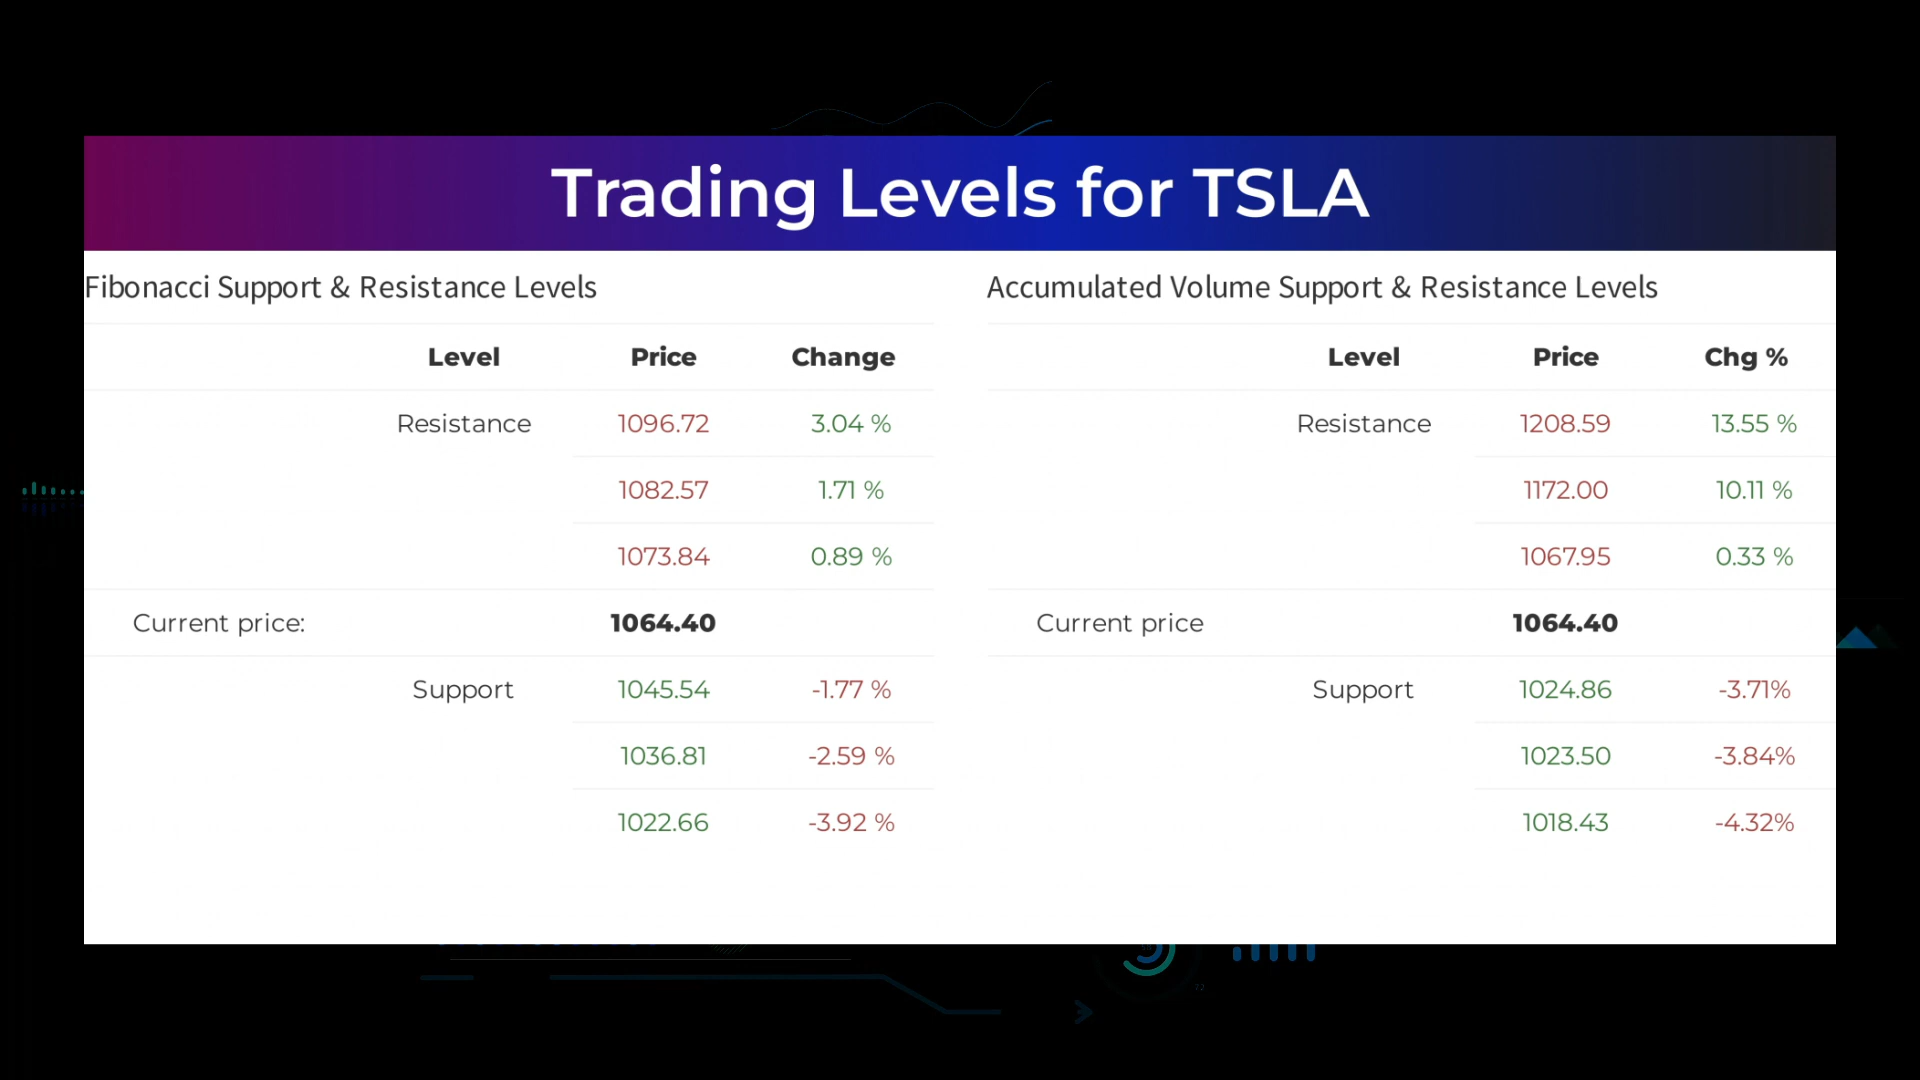 Trading Levels for TSLA
Fibonacci Support & Resistance Levels
Level Price Change
Resistance 1096.72 3.04 %
1082.57 1.71 %
1073.84 0.89 %
Current price: 1064.40
Support 1045.54 -1.77 %
1036.81 -2.59 %
1022.66 -3.92 %
Accumulated Volume Support & Resistance Levels
Level Price Chg %
Resistance 1208.59 13.55 %
1172.00 10.11 %
1067.95 0.33 %
Current price 1064.40
Support 1024.86 -3.71%
1023.50 -3.84%
1018.43 -4.32%